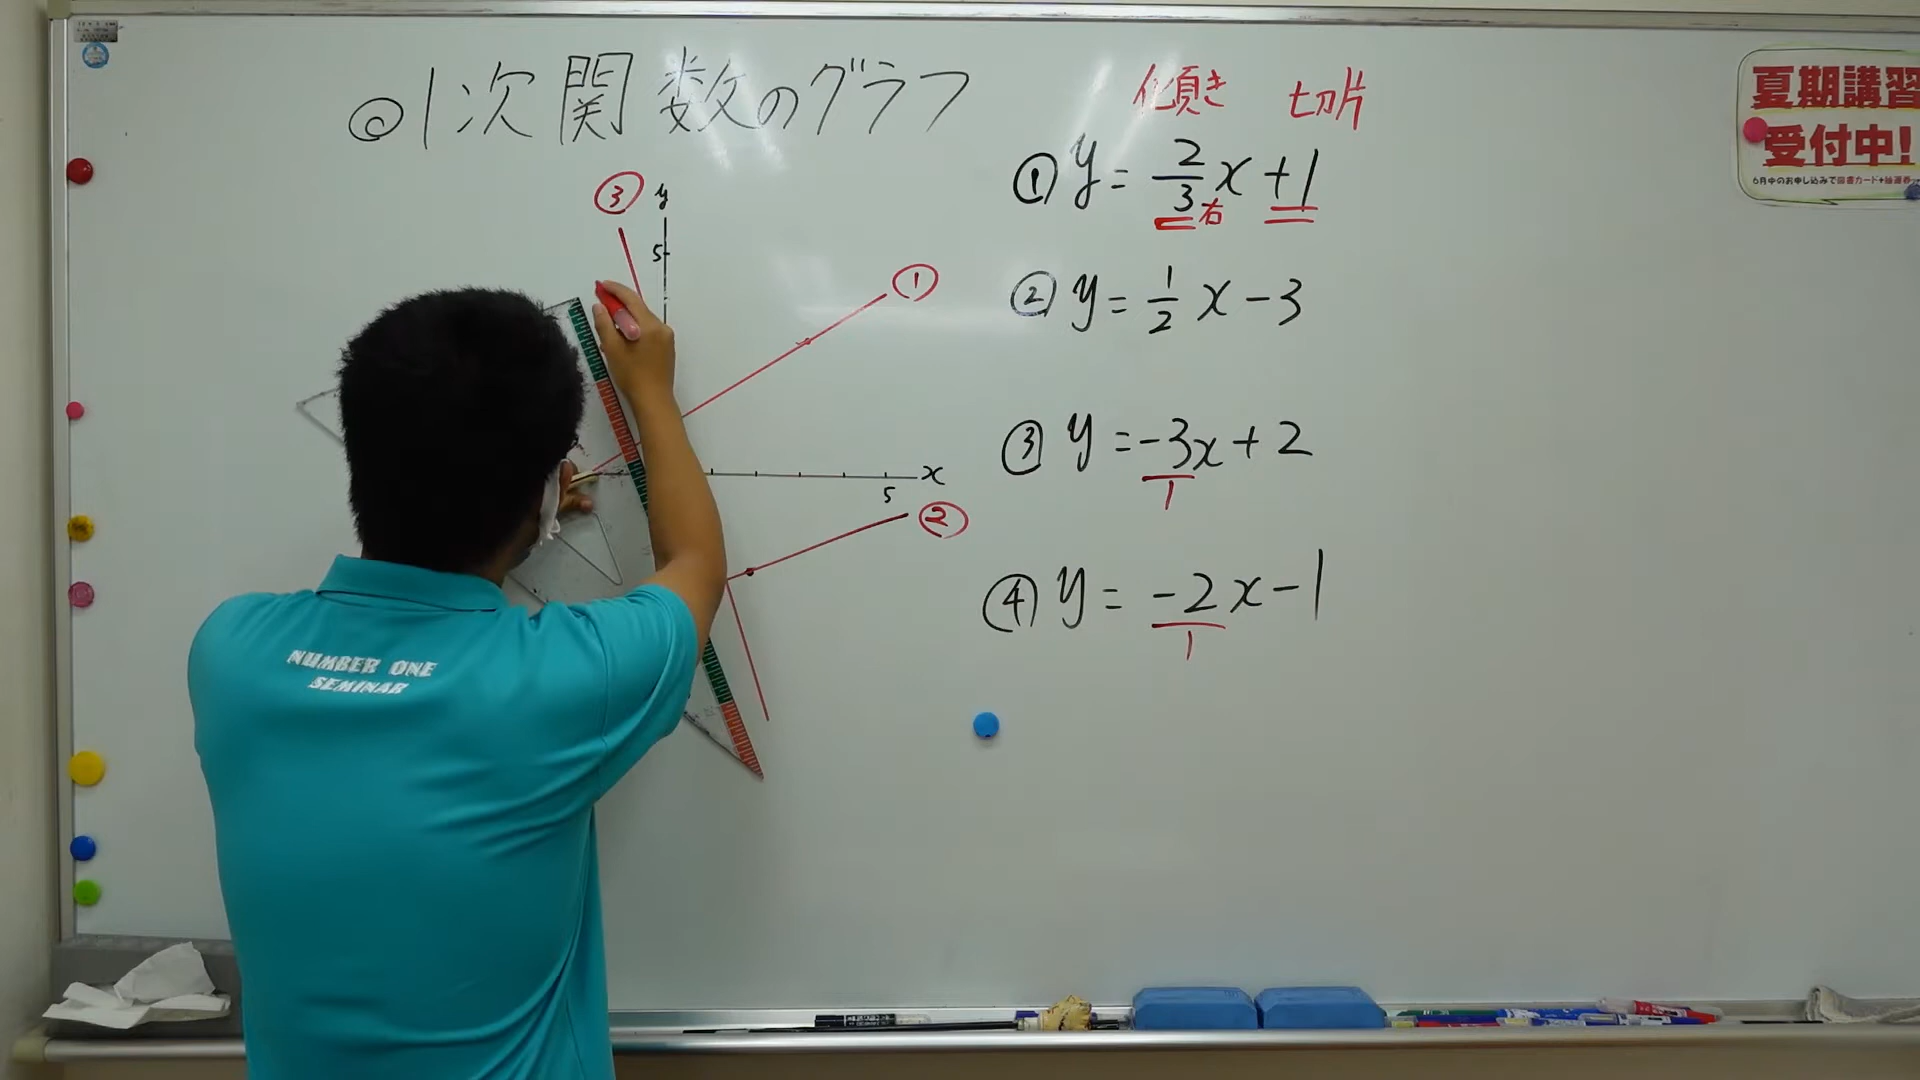 ◎1次関数のグラフ
傾き 切片
① y = 2/3 x + 1
右
② y = 1/2 x - 3
③ y = -3x + 2
1
④ y = -2x - 1
1
③ y
5
①
x
5
②
NUMBER ONE
SEMINAR
夏期講習
受付中!